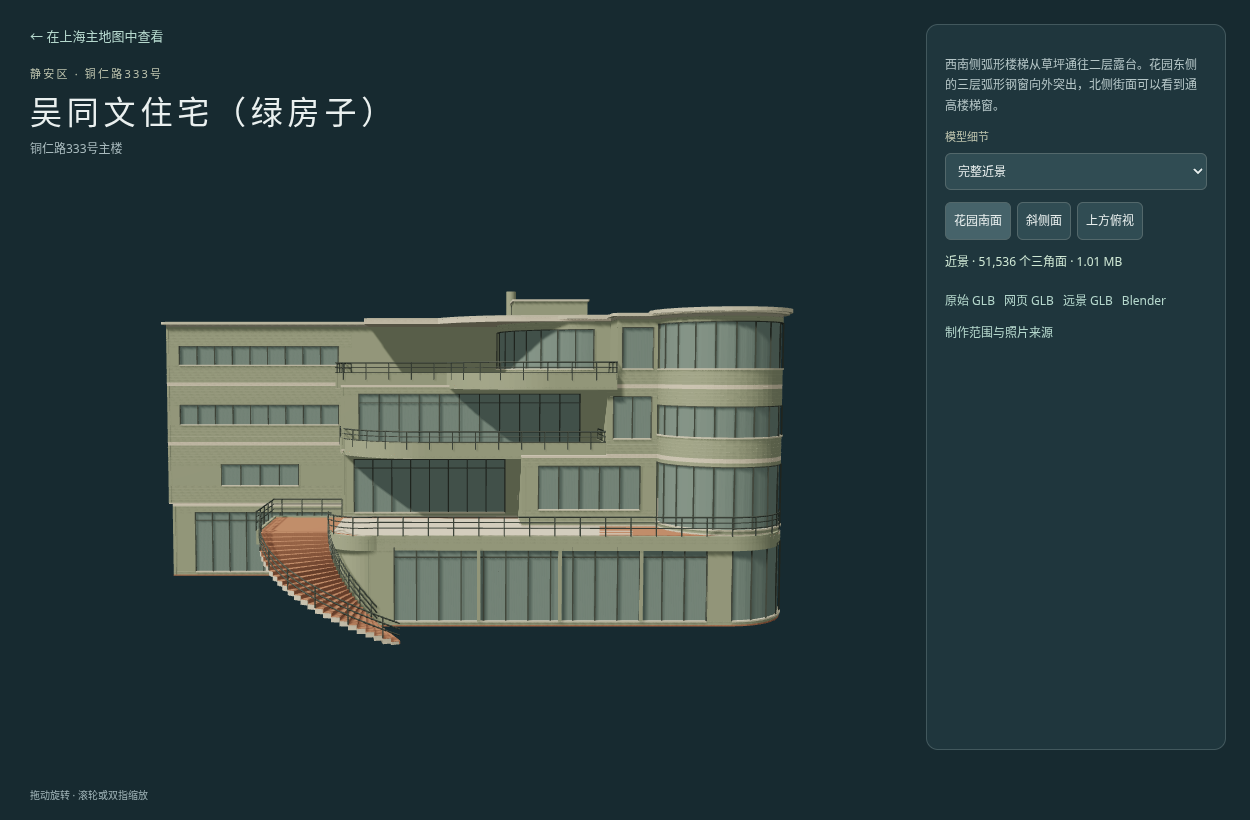 ← 在上海主地图中查看
静安区 · 铜仁路333号
吴同文住宅（绿房子）
铜仁路333号主楼
西南侧弧形楼梯从草坪通往二层露台。花园东侧
的三层弧形钢窗向外突出，北侧街面可以看到通
高楼梯窗。
模型细节
完整近景
花园南面 斜侧面 上方俯视
近景 · 51,536 个三角面 · 1.01 MB
原始 GLB 网页 GLB 远景 GLB Blender
制作范围与照片来源
拖动旋转 · 滚轮或双指缩放